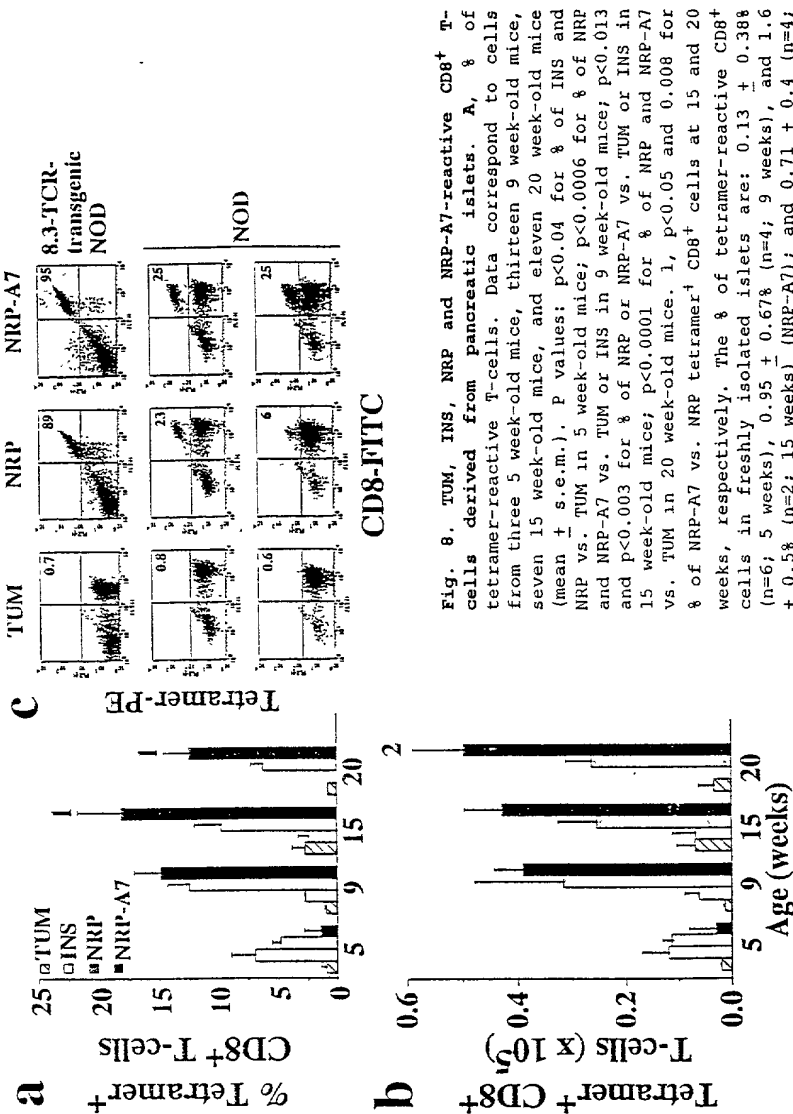 a
% Tetramer⁺
CD8⁺ T-cells
25
20
15
10
5
0
TUM
INS
NRP
NRP-A7
1
1
5
9
15
20
b
Tetramer⁺ CD8⁺
T-cells (x 10⁵)
0.6
0.4
0.2
0.0
2
5
9
15
20
Age (weeks)
c
TUM
NRP
NRP-A7
Tetramer-PE
0.7
89
95
8.3-TCR-
transgenic
NOD
0.8
23
25
0.6
6
25
NOD
CD8-FITC
Fig. 8. TUM, INS, NRP and NRP-A7-reactive CD8⁺ T-
cells derived from pancreatic islets. A, % of
tetramer-reactive T-cells. Data correspond to cells
from three 5 week-old mice, thirteen 9 week-old mice,
seven 15 week-old mice, and eleven 20 week-old mice
(mean ± s.e.m.). P values: p<0.04 for % of INS and
NRP vs. TUM in 5 week-old mice; p<0.0006 for % of NRP
and NRP-A7 vs. TUM or INS in 9 week-old mice; p<0.013
and p<0.003 for % of NRP or NRP-A7 vs. TUM or INS in
15 week-old mice; p<0.0001 for % of NRP and NRP-A7
vs. TUM in 20 week-old mice. 1, p<0.05 and 0.008 for
% of NRP-A7 vs. NRP tetramer⁺ CD8⁺ cells at 15 and 20
weeks, respectively. The % of tetramer-reactive CD8⁺
cells in freshly isolated islets are: 0.13 ± 0.38%
(n=6; 5 weeks), 0.95 ± 0.67% (n=4; 9 weeks), and 1.6
+ 0.5% (n=2; 15 weeks) (NRP-A7); and 0.71 + 0.4 (n=4;